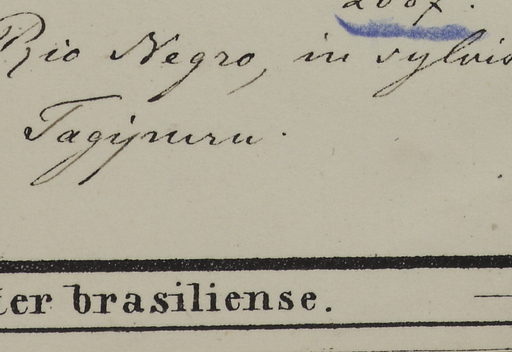 Rio Negro, in sylvis
Tagipuru.
ter brasiliense.